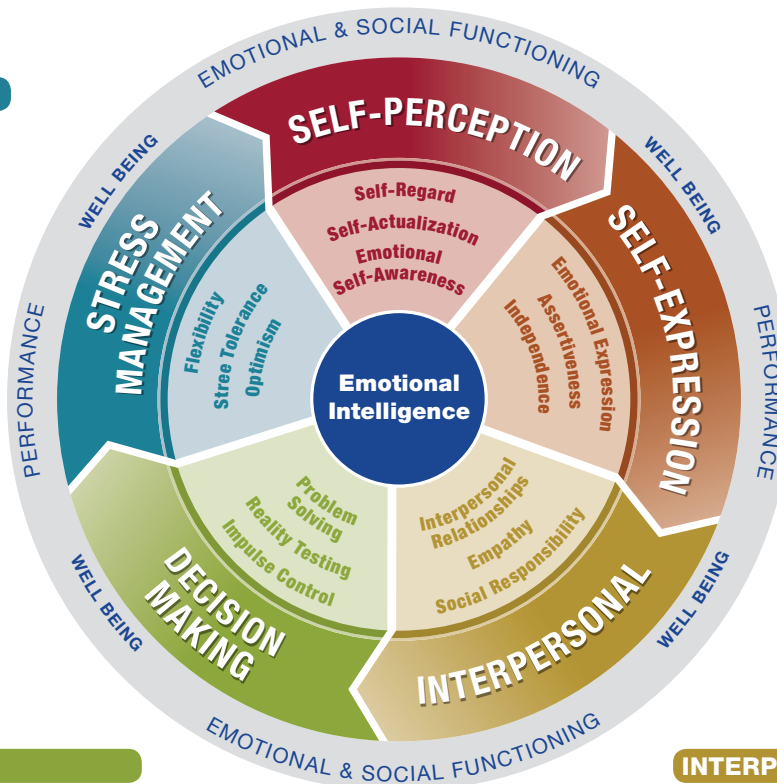 EMOTIONAL & SOCIAL FUNCTIONING
WELL BEING
WELL BEING
PERFORMANCE
PERFORMANCE
SELF-PERCEPTION
Self-Regard
Self-Actualization
Emotional
Self-Awareness
SELF-EXPRESSION
Emotional Expression
Assertiveness
Independence
STRESS
MANAGEMENT
Flexibility
Stree Tolerance
Optimism
Emotional
Intelligence
INTERPERSONAL
Interpersonal
Relationships
Empathy
Social Responsibility
DECISION
MAKING
Problem
Solving
Reality Testing
Impulse Control
WELL BEING
WELL BEING
EMOTIONAL & SOCIAL FUNCTIONING
INTERP